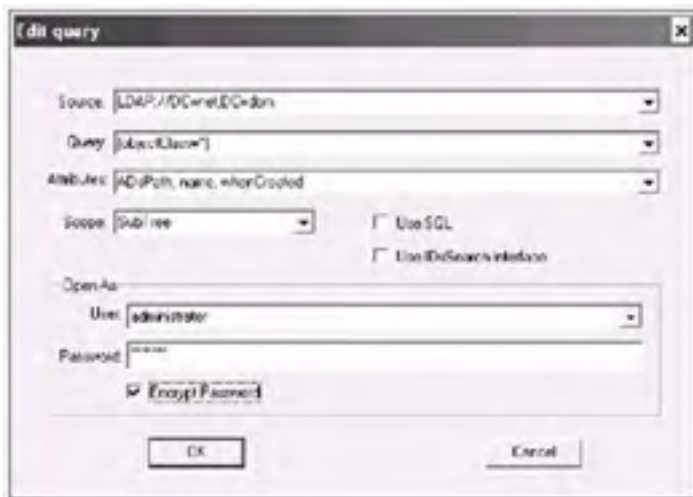 Edit query
Source: LDAP://DC=net,DC=dom
Query: (objectClass=*)
Attributes: ADsPath, name, whenCreated
Scope: SubTree
Use SQL
Use IDsSearch interface
Open As
User: administrator
Password:
Encrypt Password
OK
Cancel